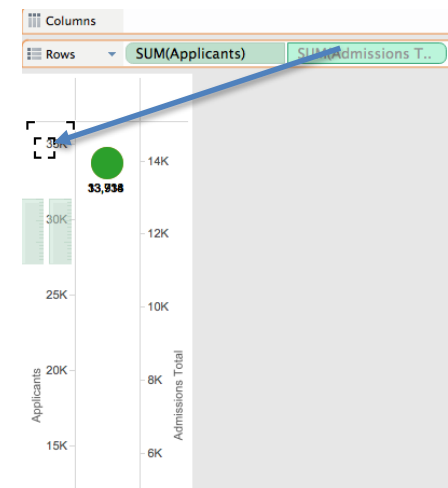 Columns
Rows SUM(Applicants) SUM(Admissions T..
35K
14K
30K
12K
25K
10K
20K
8K
Applicants
Admissions Total
15K
6K